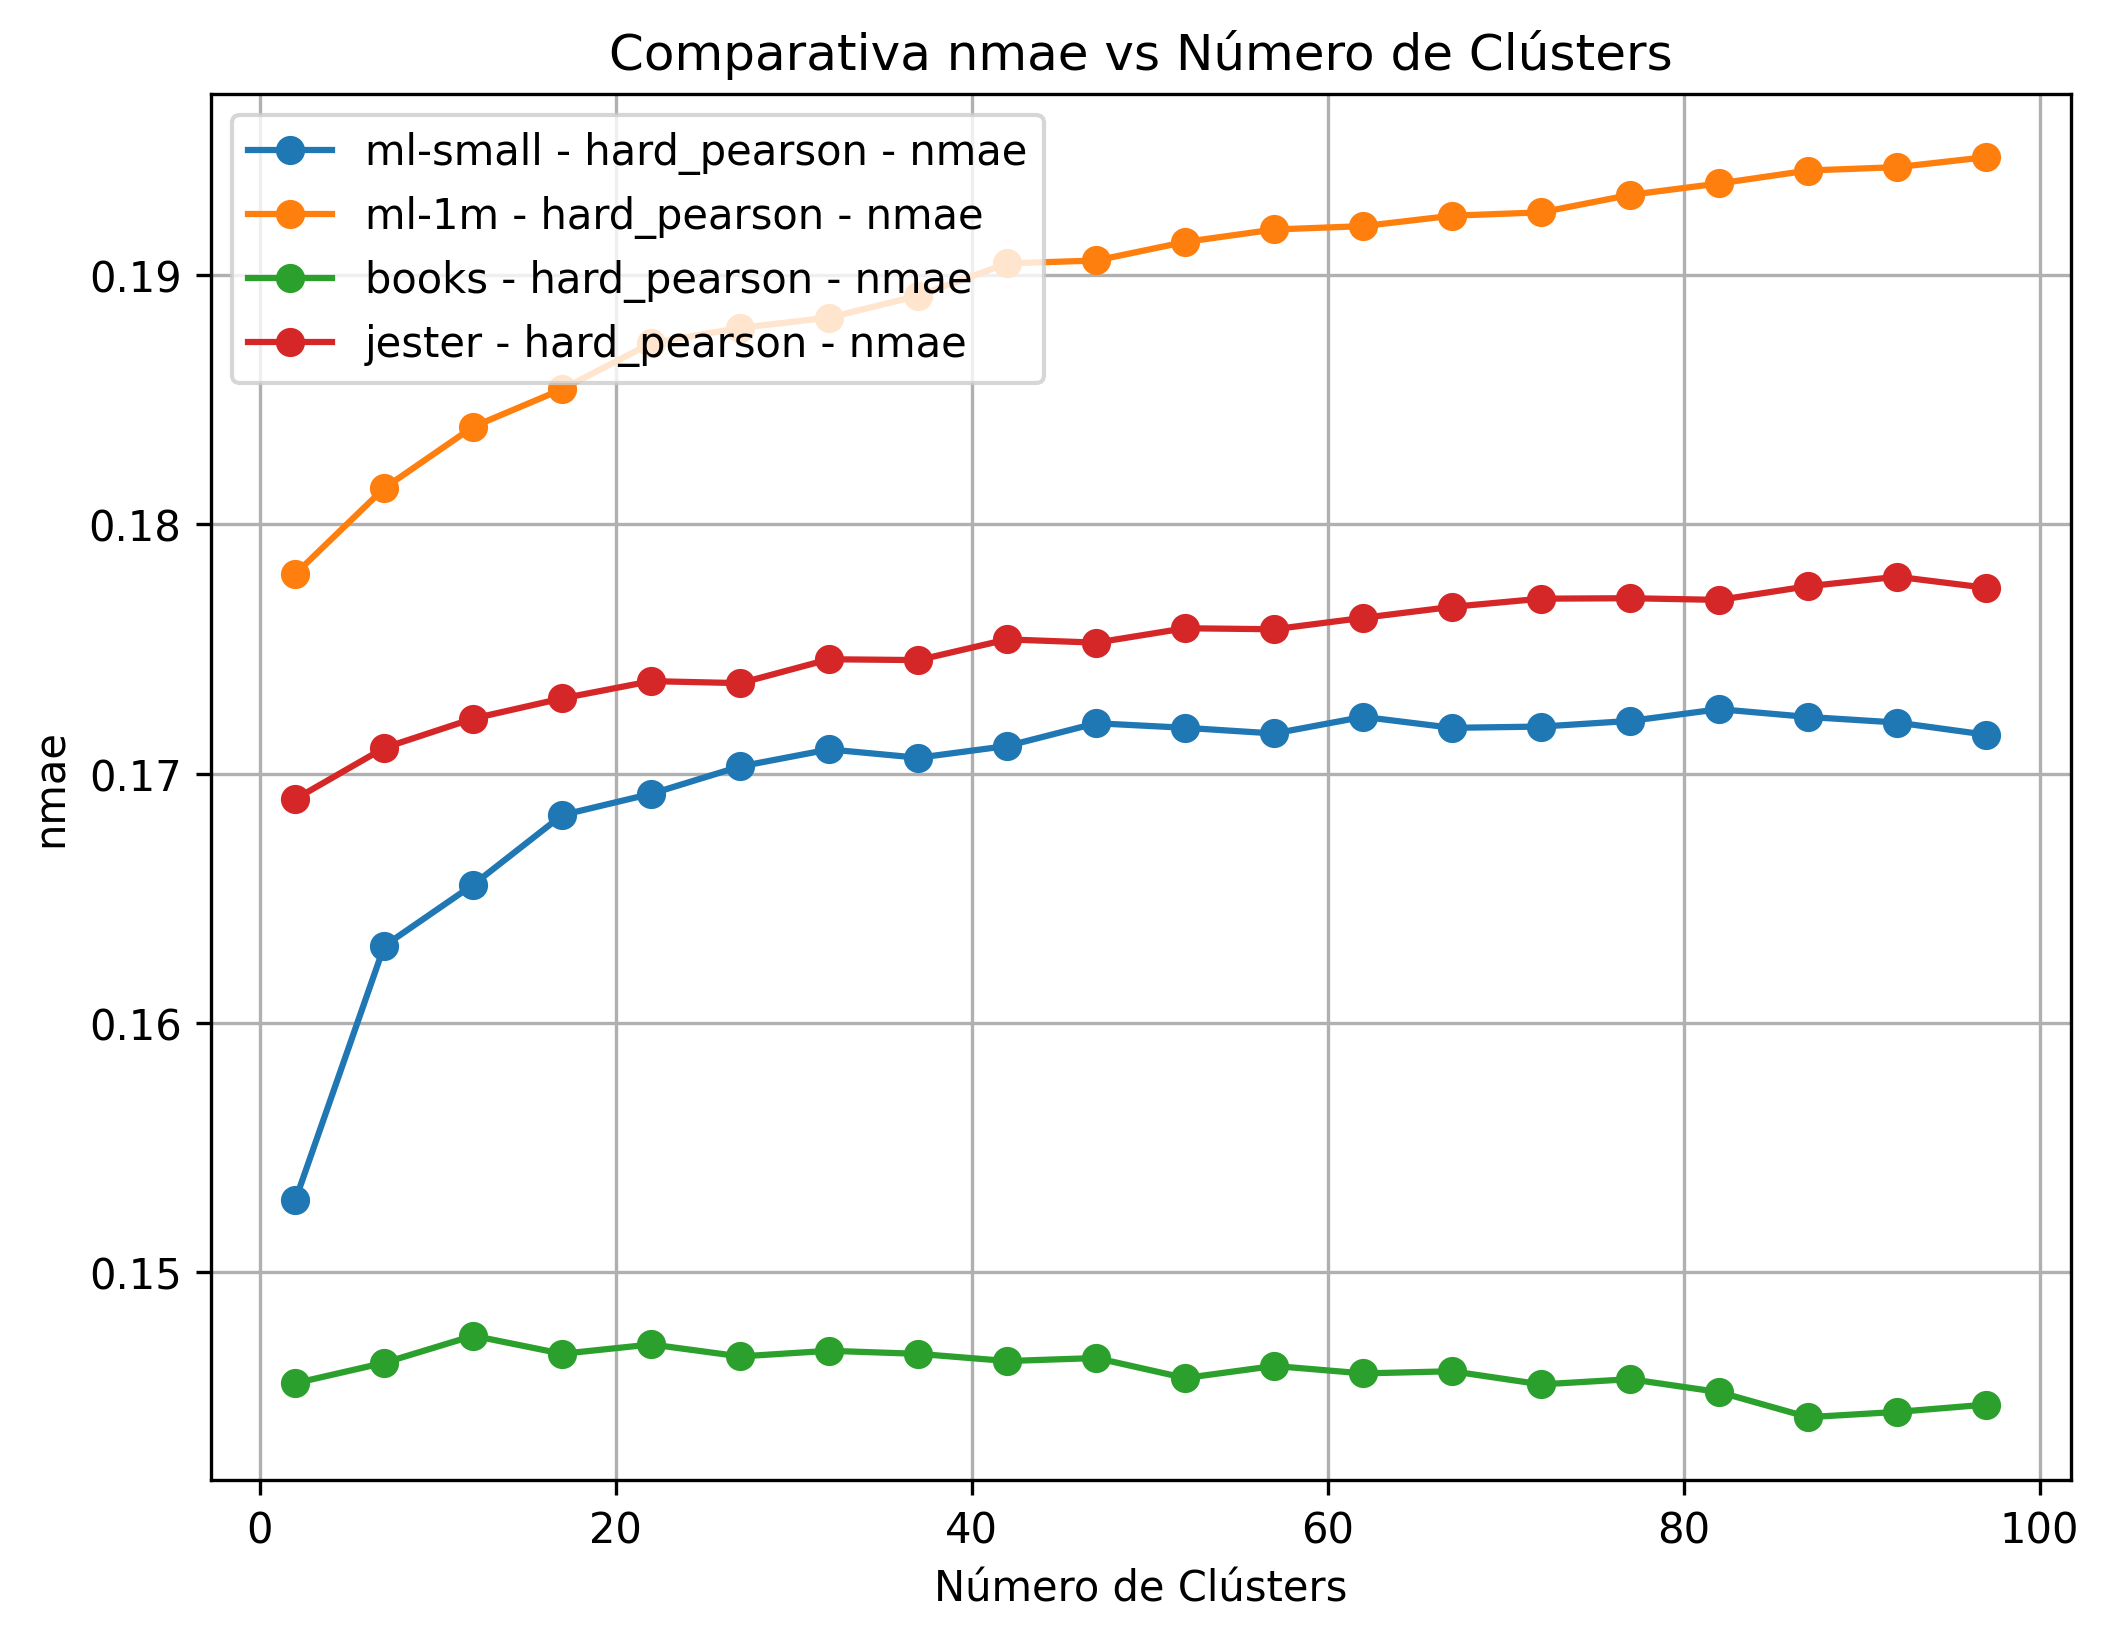 Comparativa nmae vs Número de Clústers
ml-small - hard_pearson - nmae
ml-1m - hard_pearson - nmae
books - hard_pearson - nmae
jester - hard_pearson - nmae
0.19
0.18
0.17
0.16
0.15
nmae
0 20 40 60 80 100
Número de Clústers